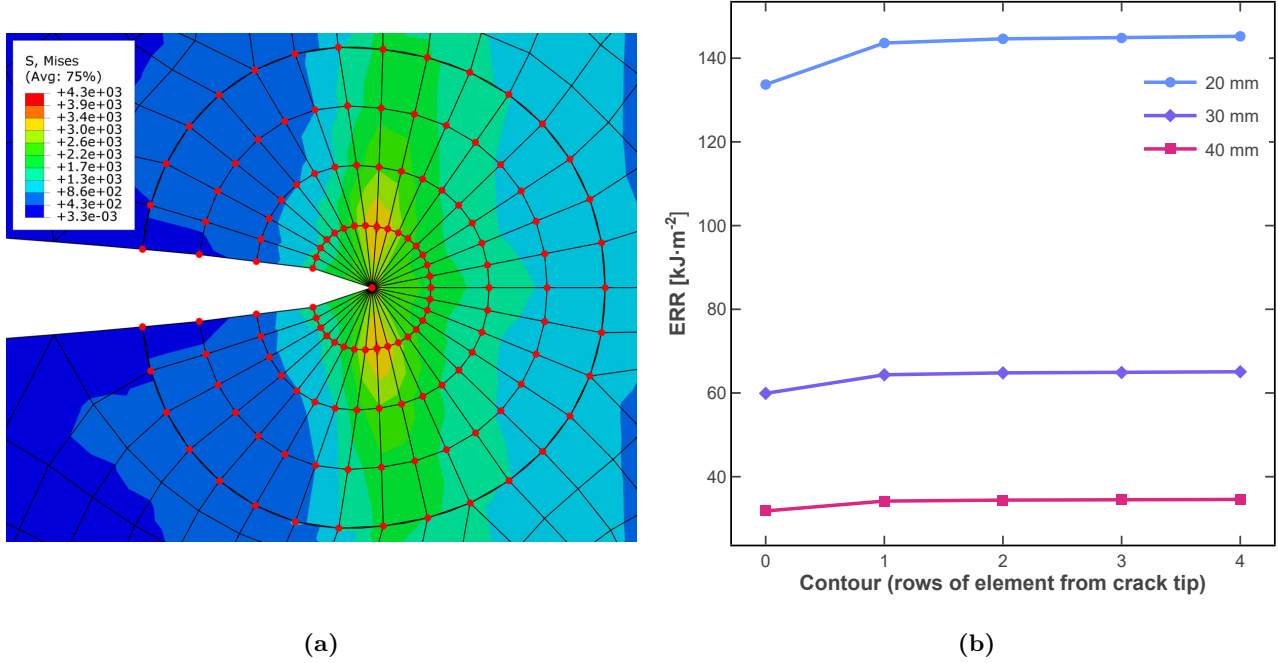 S, Mises
(Avg: 75%)
+4.3e+03
+3.9e+03
+3.4e+03
+3.0e+03
+2.6e+03
+2.2e+03
+1.7e+03
+1.3e+03
+8.6e+02
+4.3e+02
+3.3e-03
(a)
ERR [kJ·m⁻²]
140
120
100
80
60
40
20 mm
30 mm
40 mm
0 1 2 3 4
Contour (rows of element from crack tip)
(b)